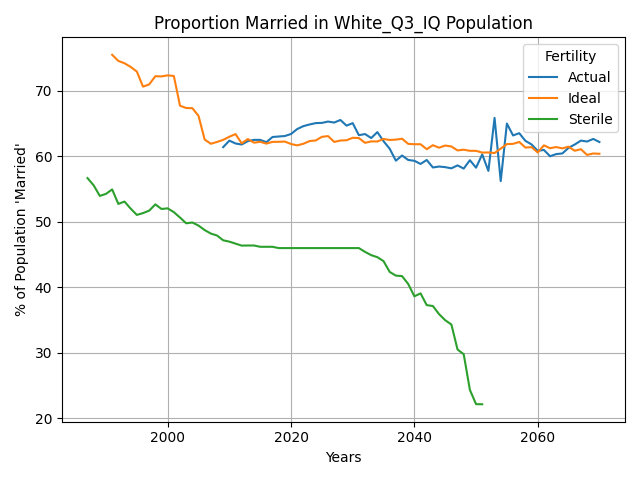 Proportion Married in White_Q3_IQ Population
Fertility
Actual
Ideal
Sterile
% of Population 'Married'
70
60
50
40
30
20
2000
2020
2040
2060
Years